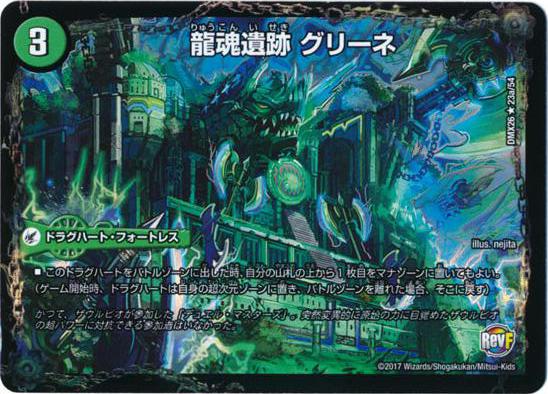 3
りゅうこん いせき
龍魂遺跡 グリーネ
DMX26 ★ 23a/54
ドラグハート・フォートレス
illus. nejita
■ このドラグハートをバトルゾーンに出した時、自分の山札の上から1枚目をマナゾーンに置いてもよい。
(ゲーム開始時、ドラグハートは自身の超次元ゾーンに置き、バトルゾーンを離れた場合、そこに戻す)
かつて、ザウルピオが参加した「デュエル・マスターズ」。突然変異的に原始の力に目覚めたザウルピオ
の超パワーに対抗できる参加者はいなかった。
RevF
©2017 Wizards/Shogakukan/Mitsui-Kids